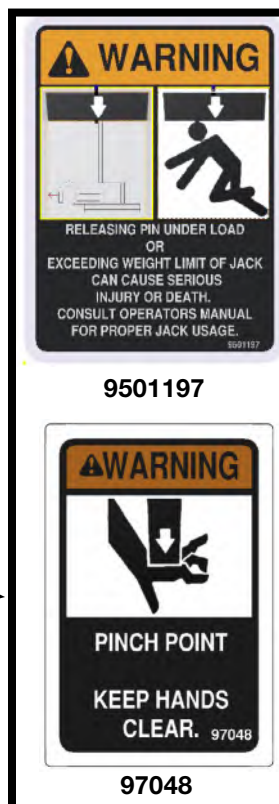 WARNING
RELEASING PIN UNDER LOAD
OR
EXCEEDING WEIGHT LIMIT OF JACK
CAN CAUSE SERIOUS
INJURY OR DEATH.
CONSULT OPERATORS MANUAL
FOR PROPER JACK USAGE.
9501197
9501197
WARNING
PINCH POINT
KEEP HANDS
CLEAR. 97048
97048